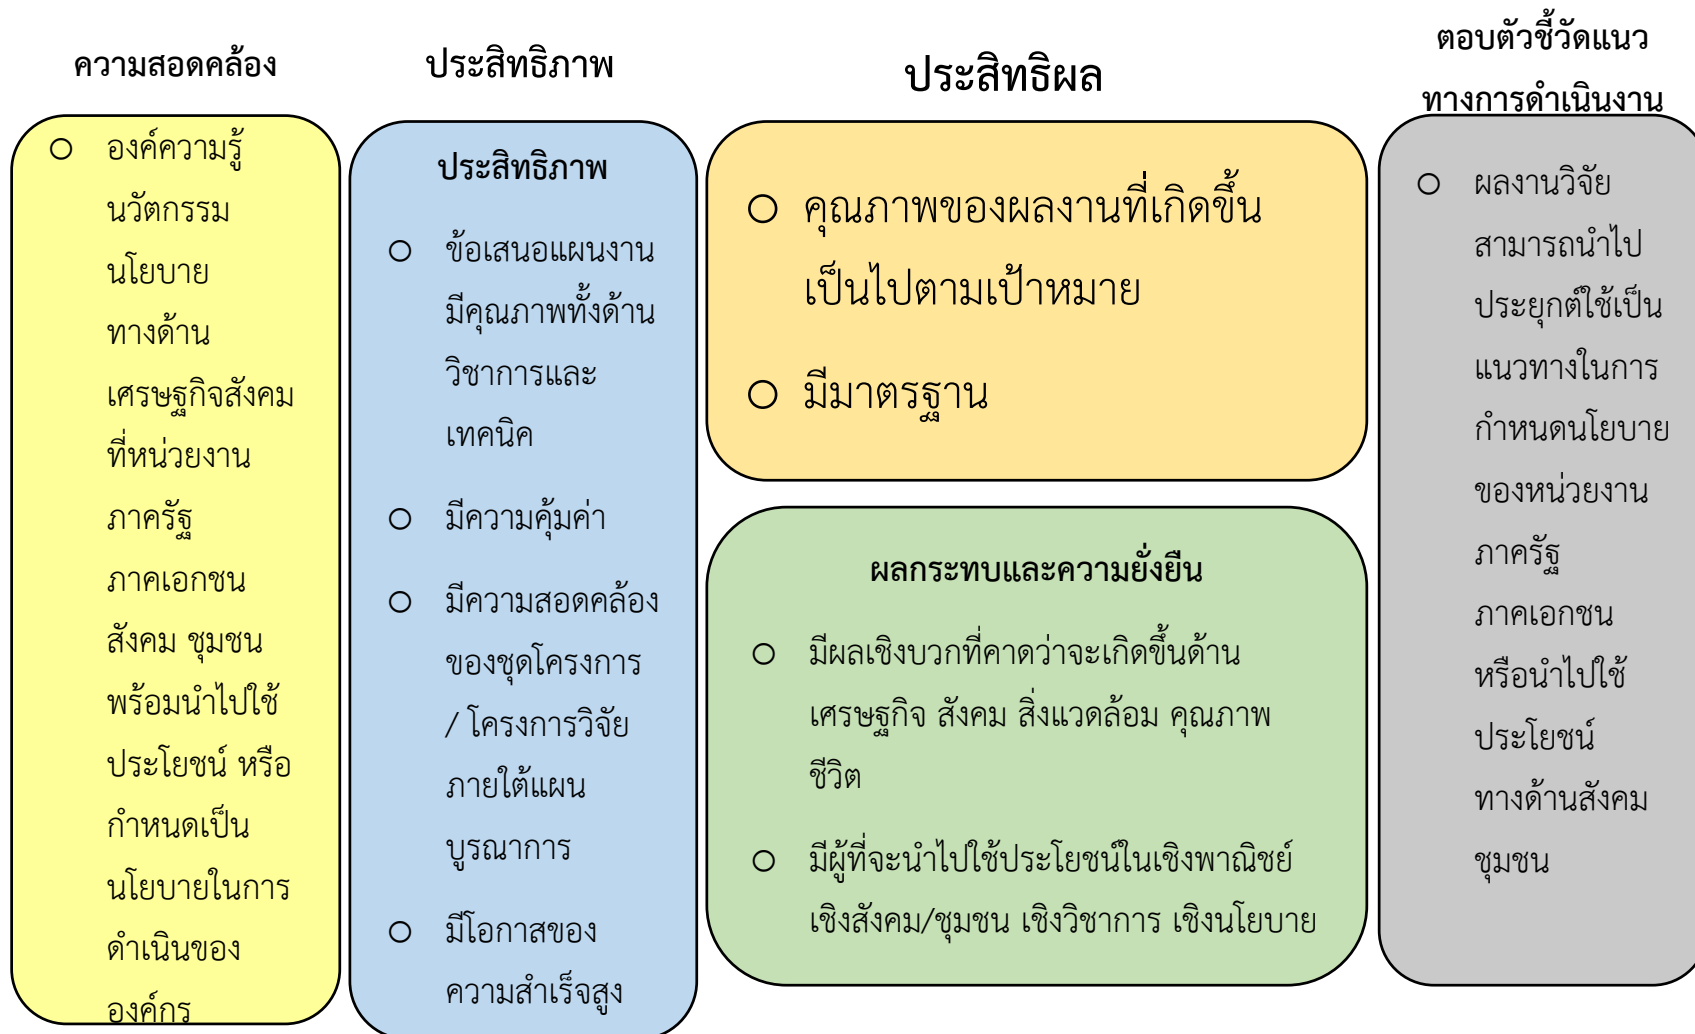 ความสอดคล้อง
องค์ความรู้
นวัตกรรม
นโยบาย
ทางด้าน
เศรษฐกิจสังคม
ที่หน่วยงาน
ภาครัฐ
ภาคเอกชน
สังคม ชุมชน
พร้อมนำไปใช้
ประโยชน์ หรือ
กำหนดเป็น
นโยบายในการ
ดำเนินของ
องค์กร
ประสิทธิภาพ
ประสิทธิภาพ
ข้อเสนอแผนงาน
มีคุณภาพทั้งด้าน
วิชาการและ
เทคนิค
มีความคุ้มค่า
มีความสอดคล้อง
ของชุดโครงการ
/ โครงการวิจัย
ภายใต้แผน
บูรณาการ
มีโอกาสของ
ความสำเร็จสูง
ประสิทธิผล
คุณภาพของผลงานที่เกิดขึ้น
เป็นไปตามเป้าหมาย
มีมาตรฐาน
ผลกระทบและความยั่งยืน
มีผลเชิงบวกที่คาดว่าจะเกิดขึ้นด้าน
เศรษฐกิจ สังคม สิ่งแวดล้อม คุณภาพ
ชีวิต
มีผู้ที่จะนำไปใช้ประโยชน์ในเชิงพาณิชย์
เชิงสังคม/ชุมชน เชิงวิชาการ เชิงนโยบาย
ตอบตัวชี้วัดแนว
ทางการดำเนินงาน
ผลงานวิจัย
สามารถนำไป
ประยุกต์ใช้เป็น
แนวทางในการ
กำหนดนโยบาย
ของหน่วยงาน
ภาครัฐ
ภาคเอกชน
หรือนำไปใช้
ประโยชน์
ทางด้านสังคม
ชุมชน